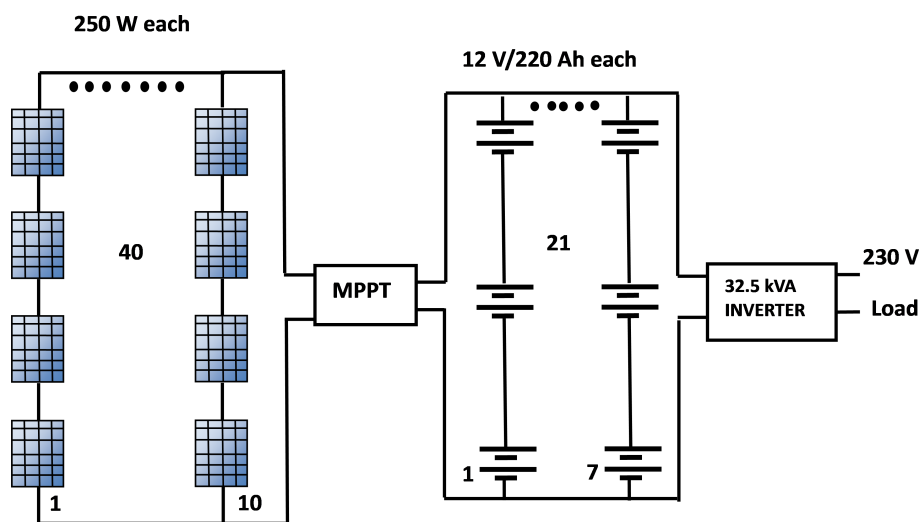 250 W each
12 V/220 Ah each
40
21
230 V
MPPT
32.5 kVA
INVERTER
Load
1
10
1
7